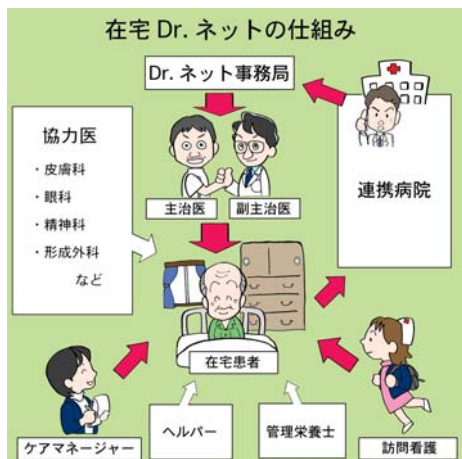 在宅Dr.ネットの仕組み
Dr.ネット事務局
協力医
・皮膚科
・眼科
・精神科
・形成外科
など
主治医
副主治医
連携病院
在宅患者
ケアマネージャー
ヘルパー
管理栄養士
訪問看護